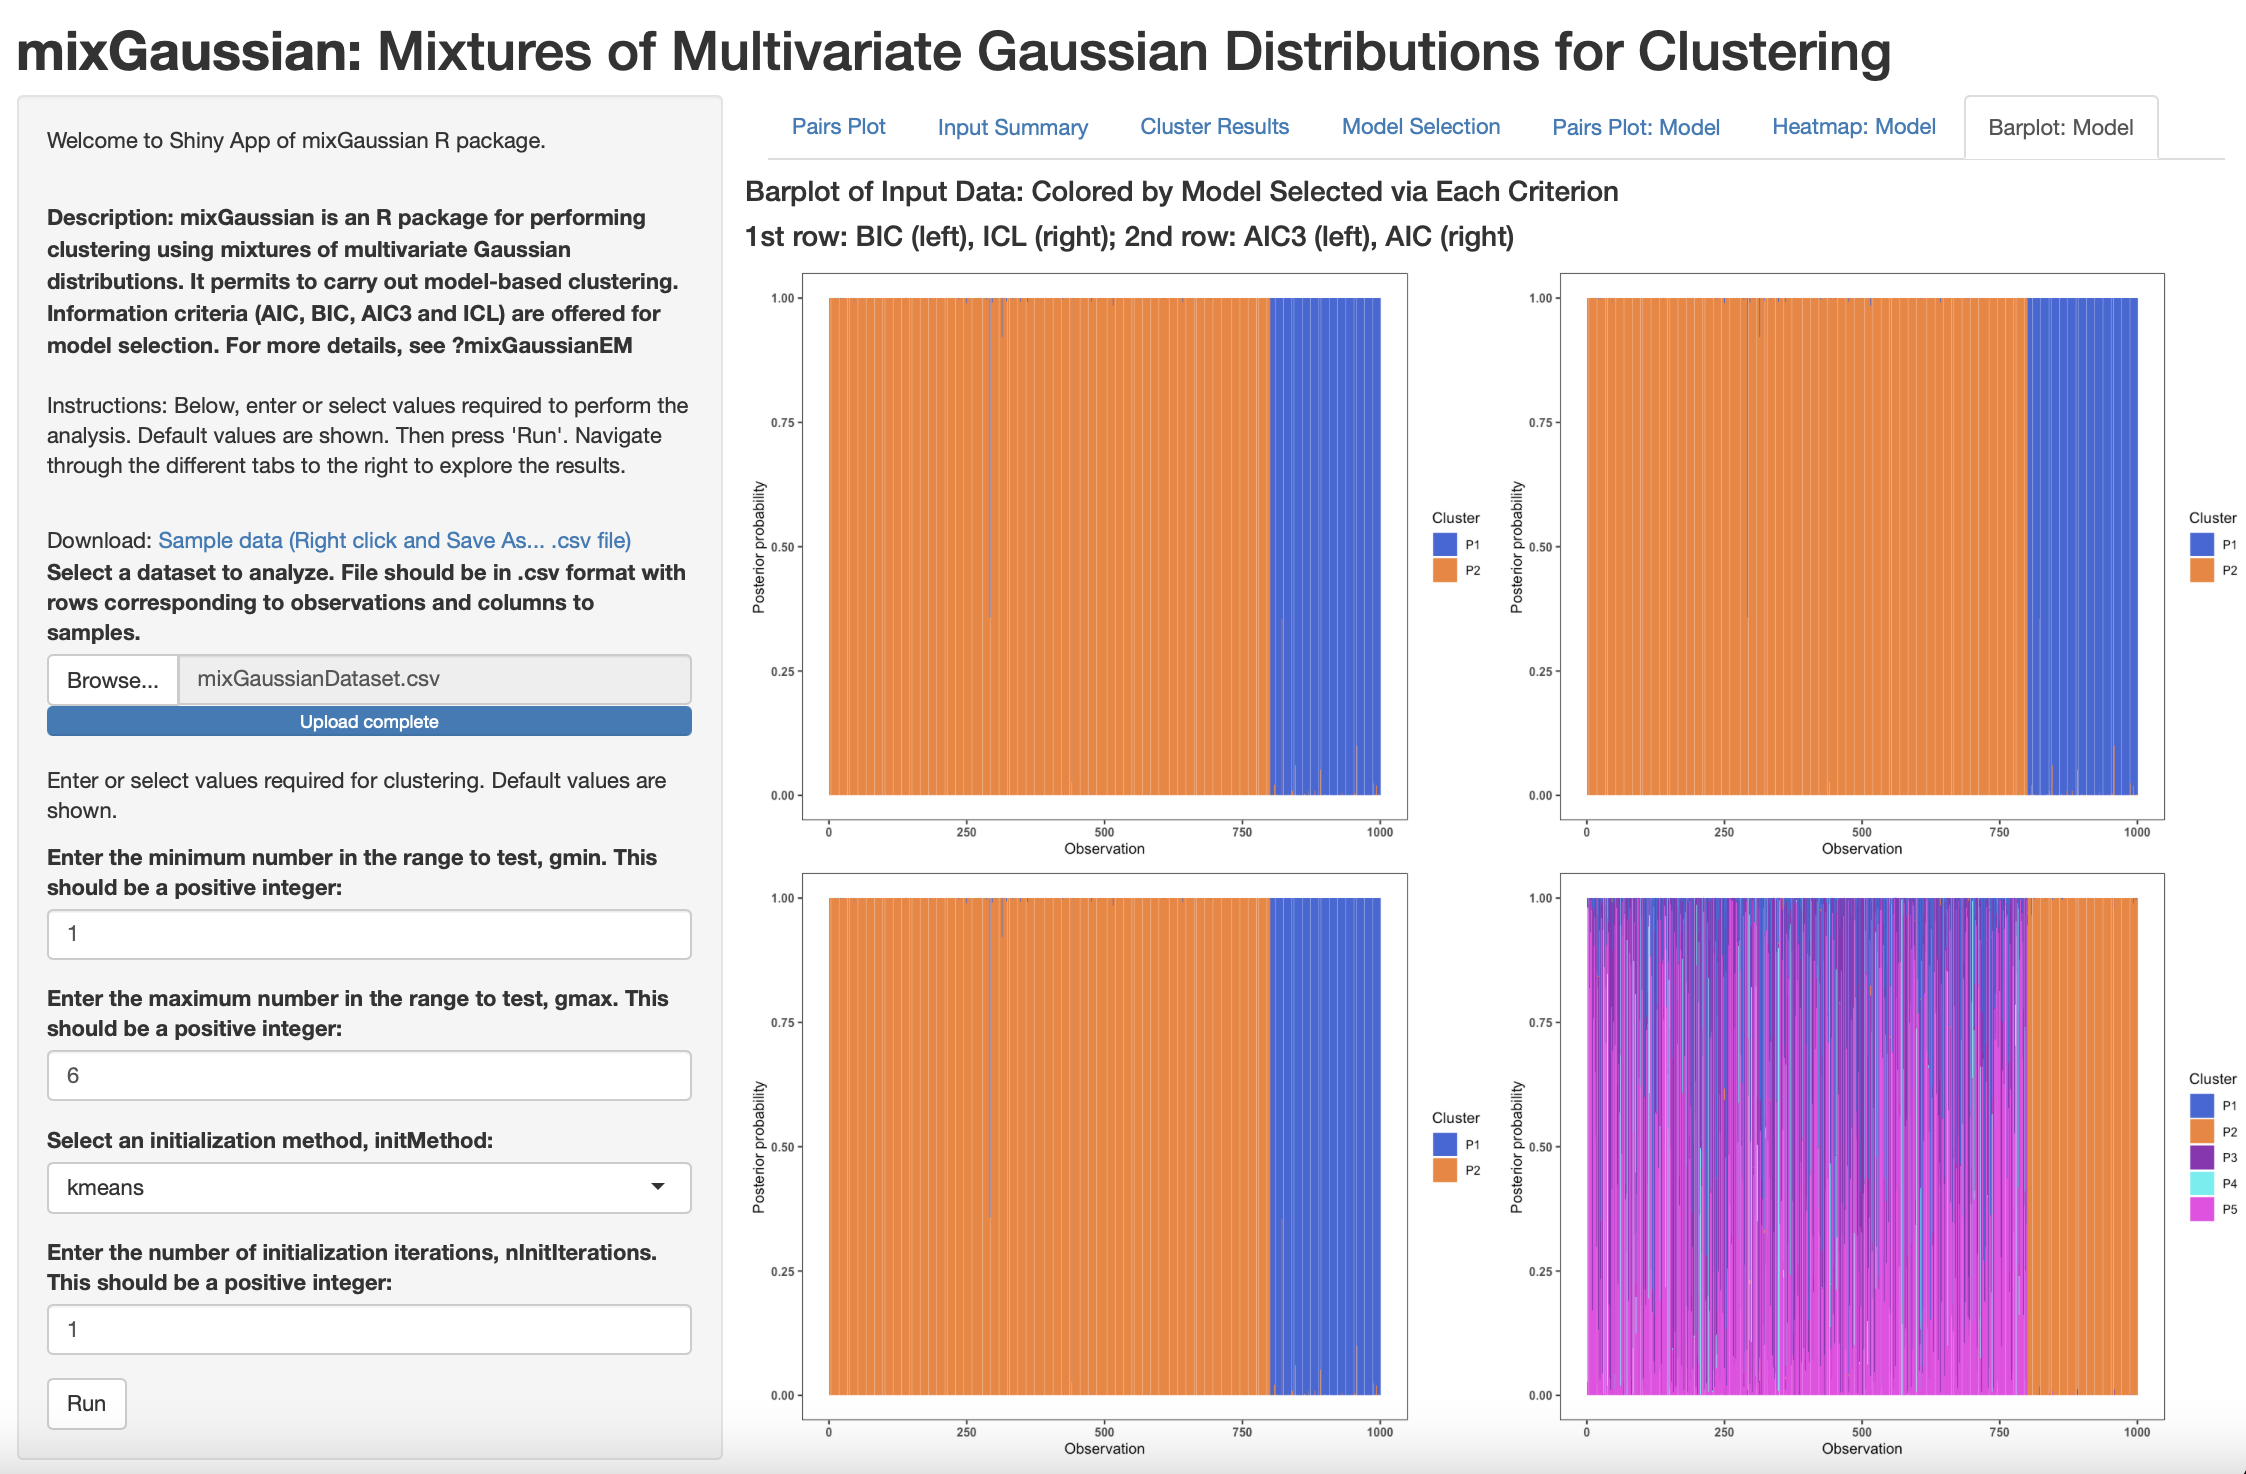 mixGaussian: Mixtures of Multivariate Gaussian Distributions for Clustering
Welcome to Shiny App of mixGaussian R package.
Description: mixGaussian is an R package for performing
clustering using mixtures of multivariate Gaussian
distributions. It permits to carry out model-based clustering.
Information criteria (AIC, BIC, AIC3 and ICL) are offered for
model selection. For more details, see ?mixGaussianEM
Instructions: Below, enter or select values required to perform the
analysis. Default values are shown. Then press 'Run'. Navigate
through the different tabs to the right to explore the results.
Download: Sample data (Right click and Save As... .csv file)
Select a dataset to analyze. File should be in .csv format with
rows corresponding to observations and columns to
samples.
Browse... mixGaussianDataset.csv
Upload complete
Enter or select values required for clustering. Default values are
shown.
Enter the minimum number in the range to test, gmin. This
should be a positive integer:
1
Enter the maximum number in the range to test, gmax. This
should be a positive integer:
6
Select an initialization method, initMethod:
kmeans
Enter the number of initialization iterations, nInitIterations.
This should be a positive integer:
1
Run
Pairs Plot Input Summary Cluster Results Model Selection Pairs Plot: Model Heatmap: Model Barplot: Model
Barplot of Input Data: Colored by Model Selected via Each Criterion
1st row: BIC (left), ICL (right); 2nd row: AIC3 (left), AIC (right)
Posterior probability
1.00
0.75
0.50
0.25
0.00
0 250 500 750 1000
Observation
Cluster
P1
P2
Posterior probability
1.00
0.75
0.50
0.25
0.00
0 250 500 750 1000
Observation
Cluster
P1
P2
Posterior probability
1.00
0.75
0.50
0.25
0.00
0 250 500 750 1000
Observation
Cluster
P1
P2
Posterior probability
1.00
0.75
0.50
0.25
0.00
0 250 500 750 1000
Observation
Cluster
P1
P2
P3
P4
P5